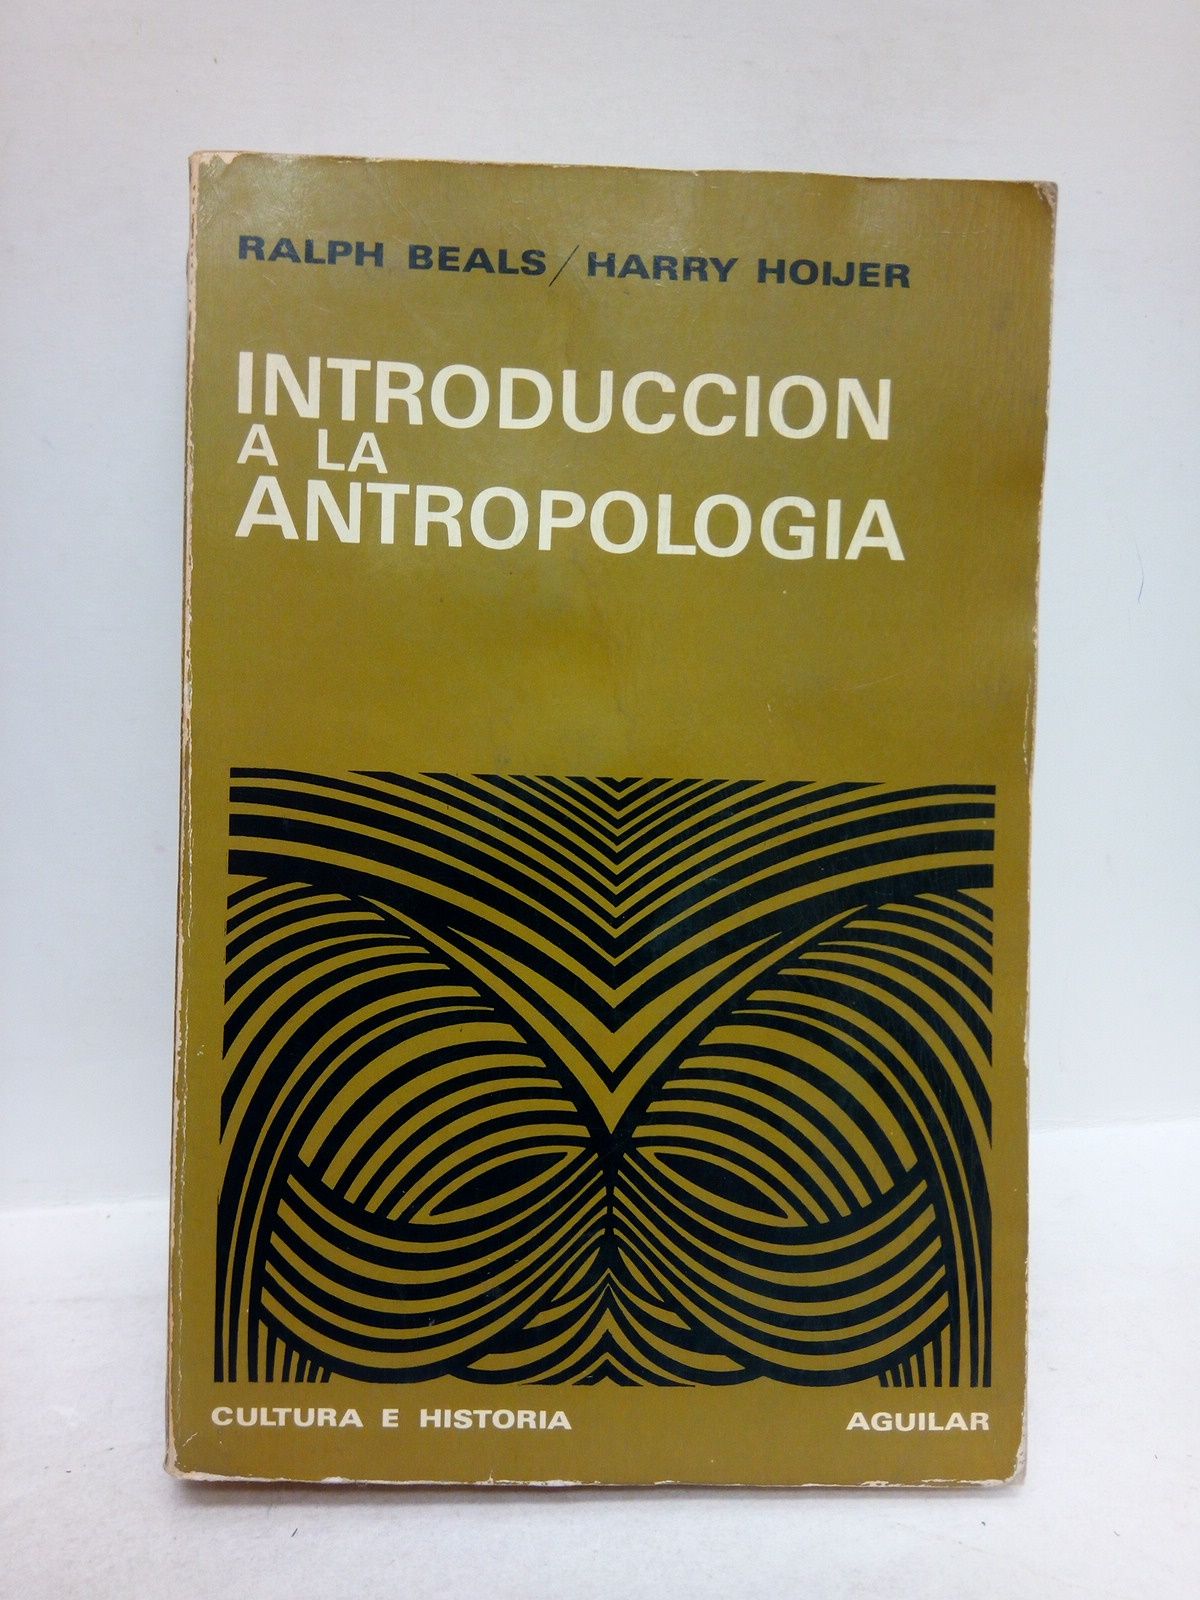 RALPH BEALS / HARRY HOIJER
INTRODUCCION
A LA
ANTROPOLOGIA
CULTURA E HISTORIA
AGUILAR